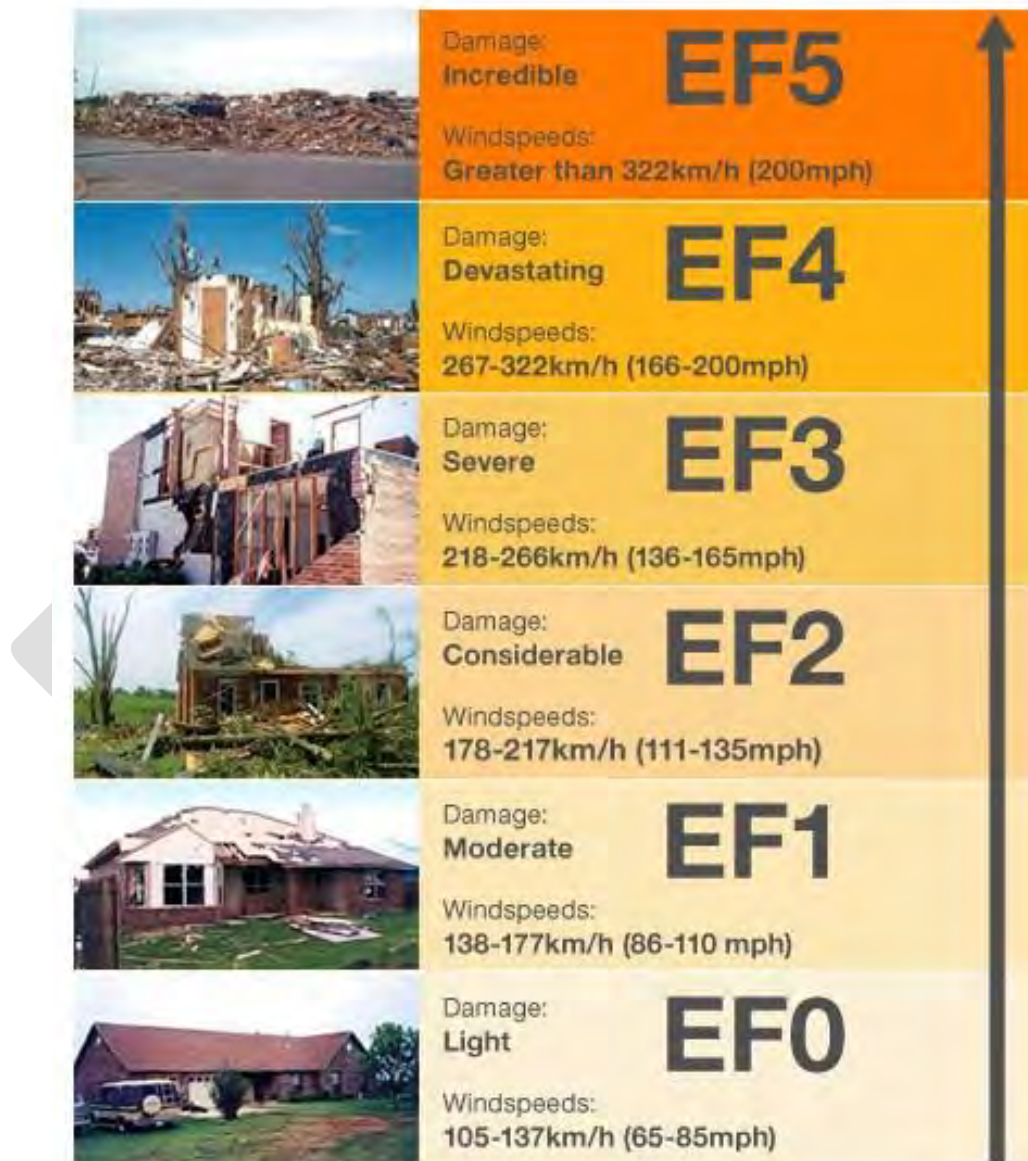 Damage:
Incredible
EF5
Windspeeds:
Greater than 322km/h (200mph)
Damage:
Devastating
EF4
Windspeeds:
267-322km/h (166-200mph)
Damage:
Severe
EF3
Windspeeds:
218-266km/h (136-165mph)
Damage:
Considerable
EF2
Windspeeds:
178-217km/h (111-135mph)
Damage:
Moderate
EF1
Windspeeds:
138-177km/h (86-110 mph)
Damage:
Light
EF0
Windspeeds:
105-137km/h (65-85mph)